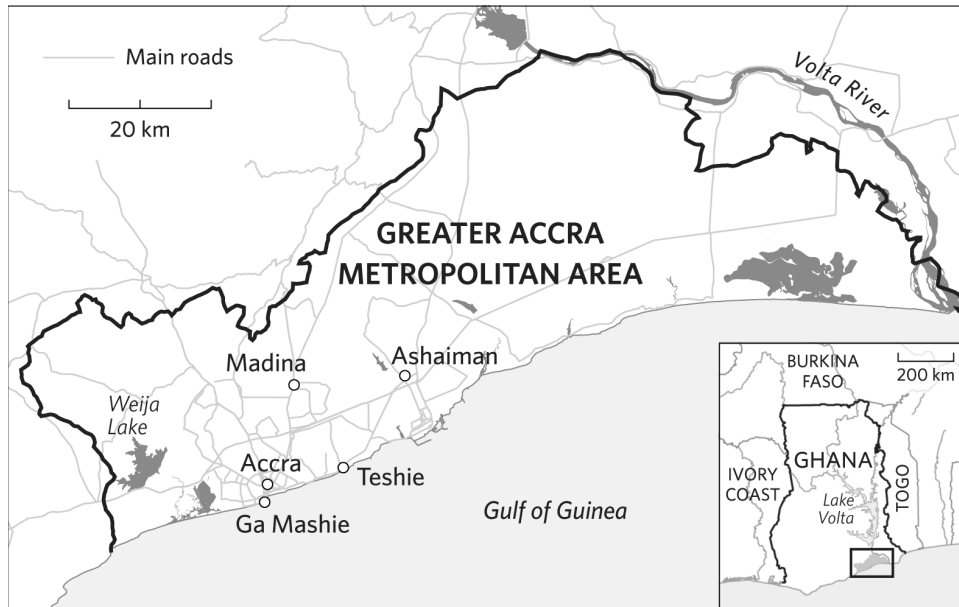 Main roads
20 km
Volta River
GREATER ACCRA
METROPOLITAN AREA
Madina
Ashaiman
Weija
Lake
Accra
Teshie
Ga Mashie
Gulf of Guinea
BURKINA
FASO
200 km
GHANA
IVORY
COAST
TOGO
Lake
Volta